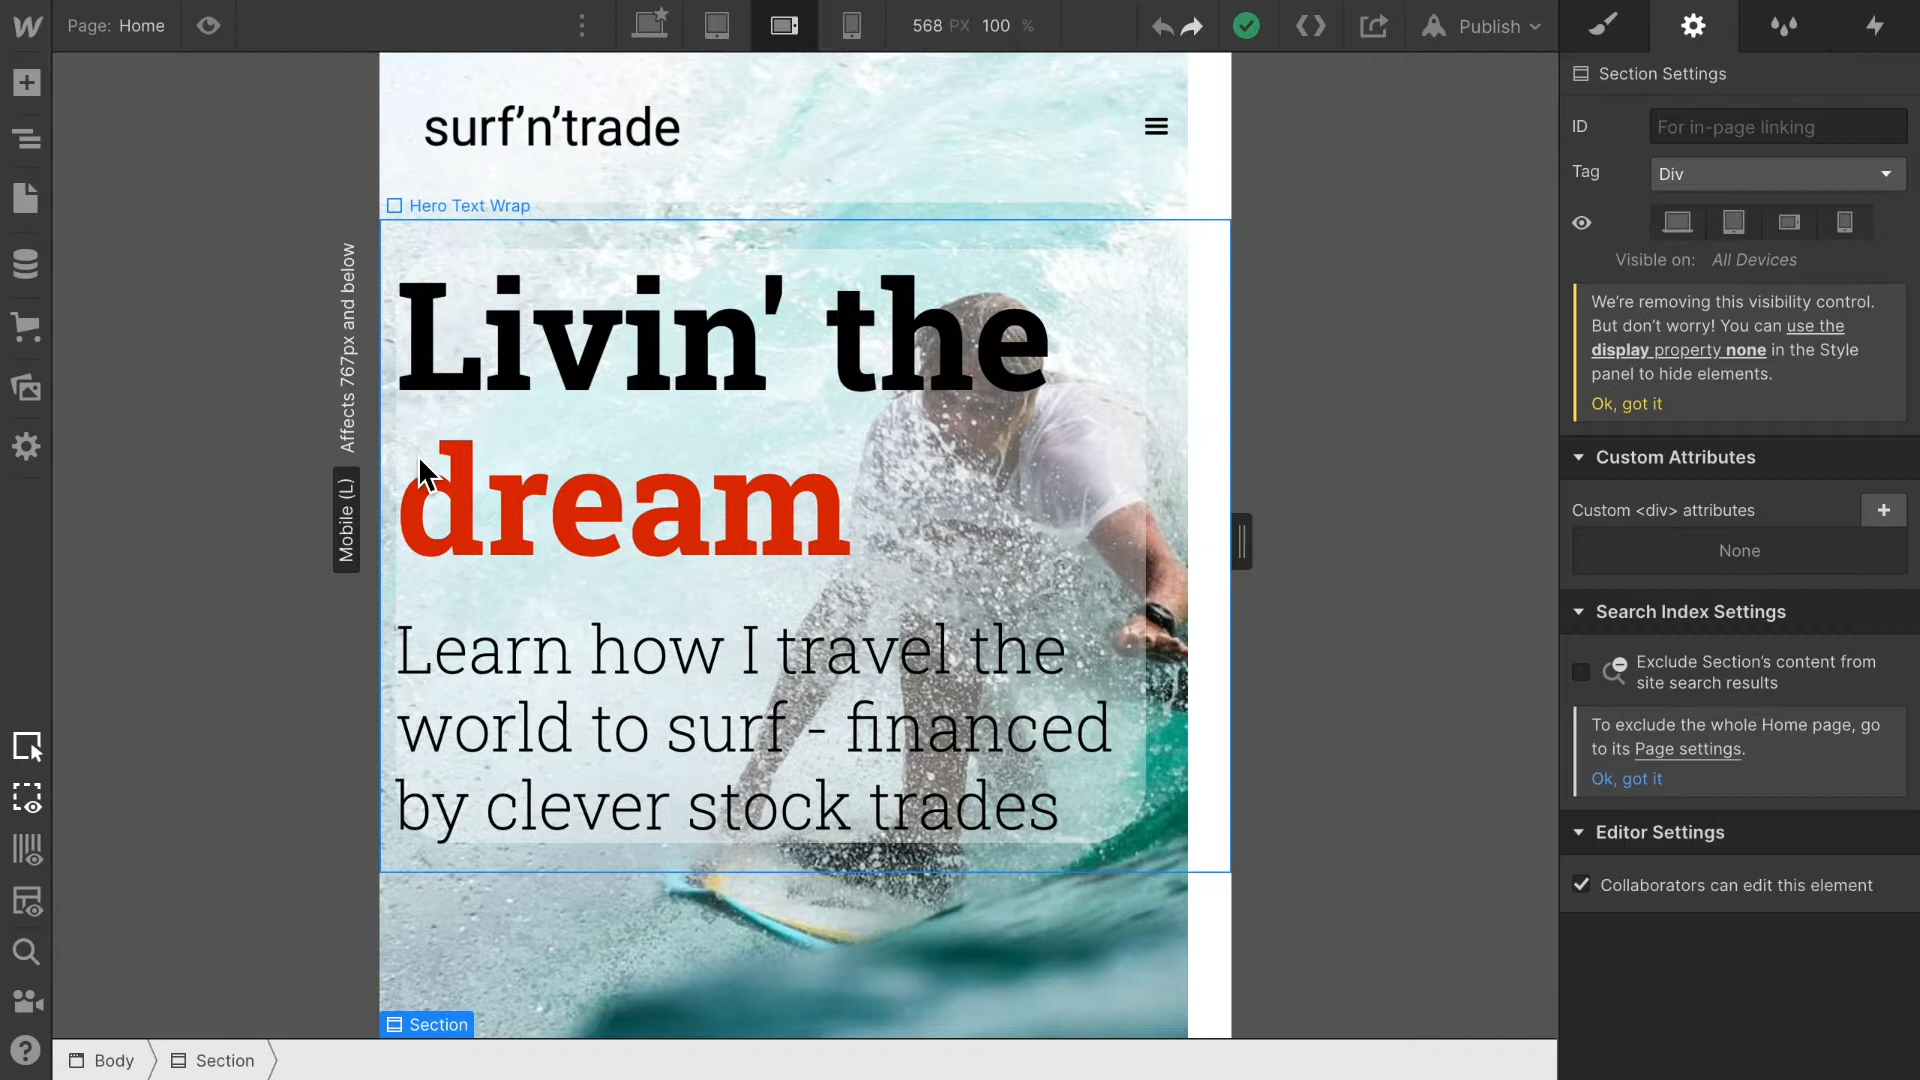 Page: Home
568 PX 100 %
Publish
surf'n'trade
Hero Text Wrap
Affects 767px and below
Mobile (L)
Livin' the
dream
Learn how I travel the
world to surf - financed
by clever stock trades
Section
Body
Section
Section Settings
ID
For in-page linking
Tag
Div
Visible on: All Devices
We're removing this visibility control.
But don't worry! You can use the
display property none in the Style
panel to hide elements.
Ok, got it
Custom Attributes
Custom <div> attributes
+
None
Search Index Settings
Exclude Section's content from
site search results
To exclude the whole Home page, go
to its Page settings.
Ok, got it
Editor Settings
Collaborators can edit this element